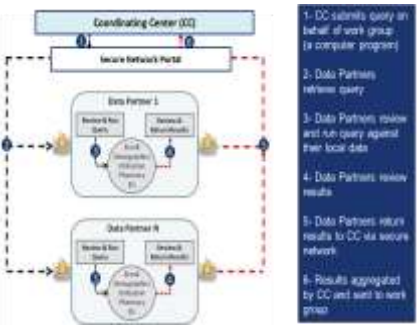 Coordinating Center (CC)
Secure Network Portal
Data Partner 1
Review & Run
Query
Review &
Return Results
Data Partner N
Review & Run
Query
Review &
Return Results
1- CC submits query on
behalf of work group
(a computer program)
2- Data Partners
retrieve query
3- Data Partners review
and run query against
their local data
4- Data Partners review
results
5- Data Partners return
results to CC via secure
network
6- Results aggregated
by CC and sent to work
group